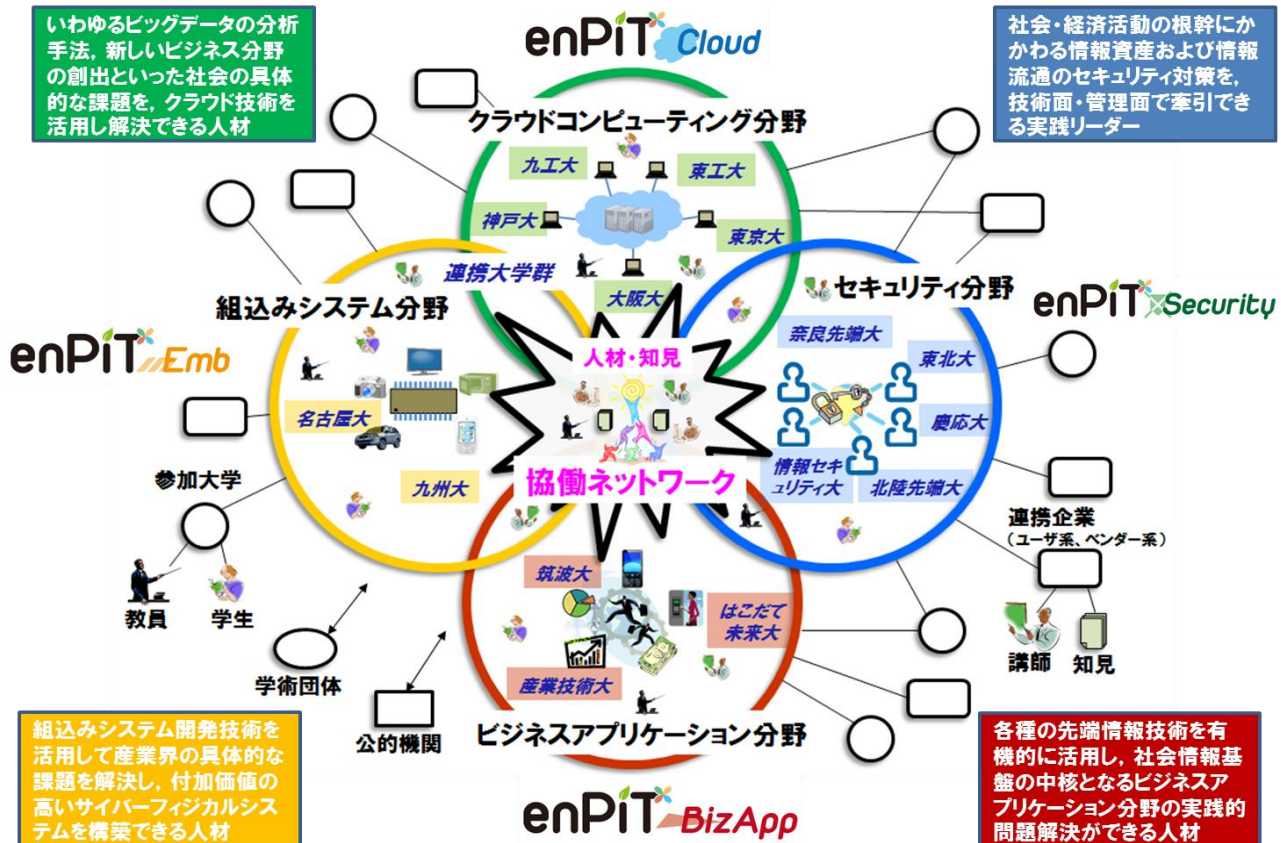 いわゆるビッグデータの分析
手法，新しいビジネス分野
の創出といった社会の具体
的な課題を，クラウド技術を
活用し解決できる人材
enPiT Cloud
社会・経済活動の根幹にか
かわる情報資産および情報
流通のセキュリティ対策を，
技術面・管理面で牽引でき
る実践リーダー
クラウドコンピューティング分野
九工大
東工大
神戸大
東京大
大阪大
連携大学群
組込みシステム分野
enPiT Emb
名古屋大
九州大
セキュリティ分野
enPiT Security
奈良先端大
東北大
慶応大
情報セキ
ュリティ大
北陸先端大
人材・知見
協働ネットワーク
参加大学
教員
学生
学術団体
公的機関
連携企業
（ユーザ系、ベンダー系）
講師
知見
筑波大
はこだて
未来大
産業技術大
ビジネスアプリケーション分野
enPiT BizApp
組込みシステム開発技術を
活用して産業界の具体的な
課題を解決し，付加価値の
高いサイバーフィジカルシス
テムを構築できる人材
各種の先端情報技術を有
機的に活用し，社会情報基
盤の中核となるビジネスア
プリケーション分野の実践的
問題解決ができる人材